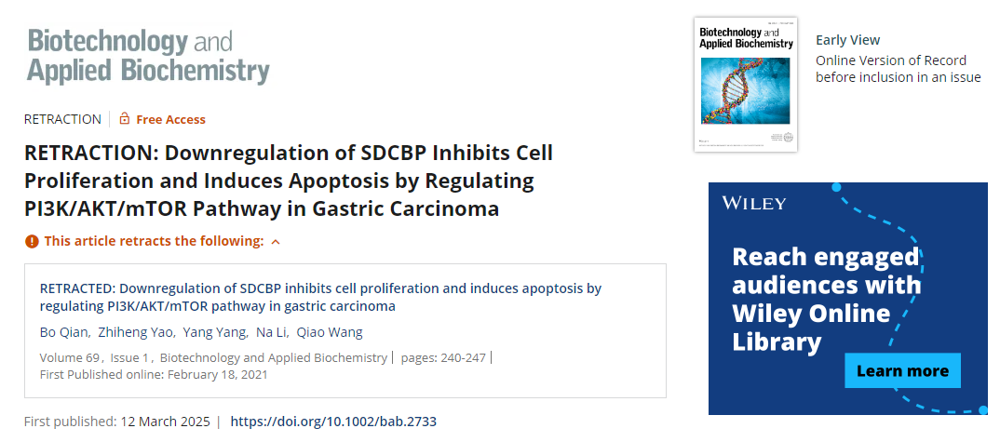 Biotechnology and
Applied Biochemistry
RETRACTION
Free Access
RETRACTION: Downregulation of SDCBP Inhibits Cell
Proliferation and Induces Apoptosis by Regulating
PI3K/AKT/mTOR Pathway in Gastric Carcinoma
This article retracts the following:
RETRACTED: Downregulation of SDCBP inhibits cell proliferation and induces apoptosis by
regulating PI3K/AKT/mTOR pathway in gastric carcinoma
Bo Qian, Zhiheng Yao, Yang Yang, Na Li, Qiao Wang
Volume 69, Issue 1, Biotechnology and Applied Biochemistry | pages: 240-247 |
First Published online: February 18, 2021
First published: 12 March 2025 | https://doi.org/10.1002/bab.2733
Biotechnology and
Applied Biochemistry
Early View
Online Version of Record
before inclusion in an issue
WILEY
Reach engaged
audiences with
Wiley Online
Library
Learn more